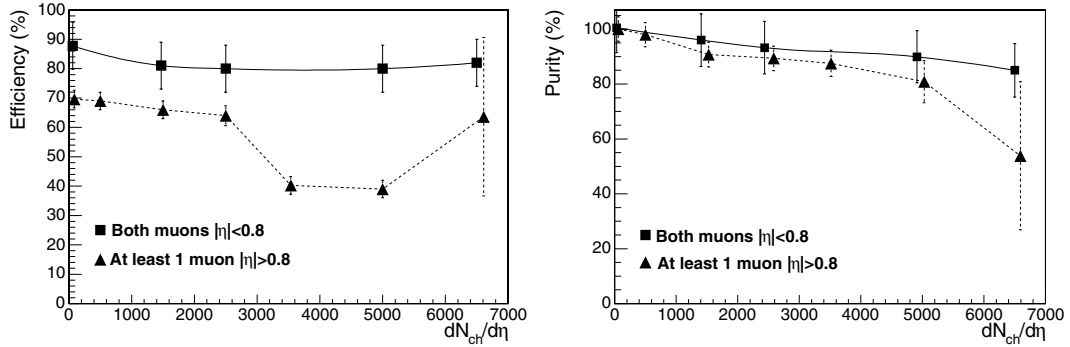 Efficiency (%)
100
90
80
70
60
50
40
30
20
10
0
Both muons |η|<0.8
At least 1 muon |η|>0.8
0 1000 2000 3000 4000 5000 6000 7000
dNch/dη
Purity (%)
100
80
60
40
20
0
Both muons |η|<0.8
At least 1 muon |η|>0.8
0 1000 2000 3000 4000 5000 6000 7000
dNch/dη